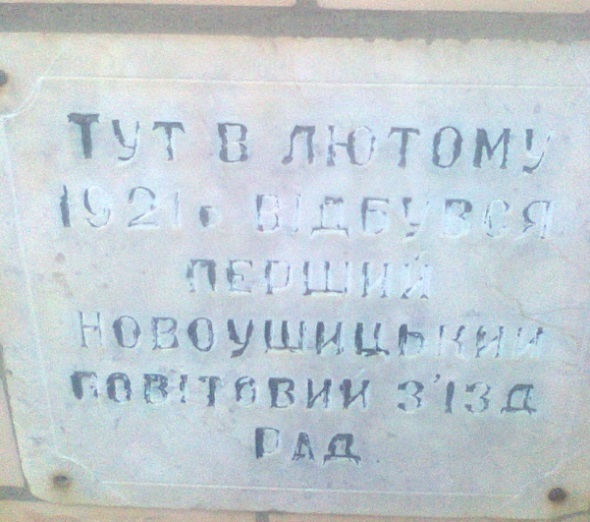 ТУТ В ЛЮТОМУ
1921р. ВІДБУВСЯ
ПЕРШИЙ
НОВОУШИЦЬКИЙ
ПОВІТОВИЙ З'ЇЗД
РАД